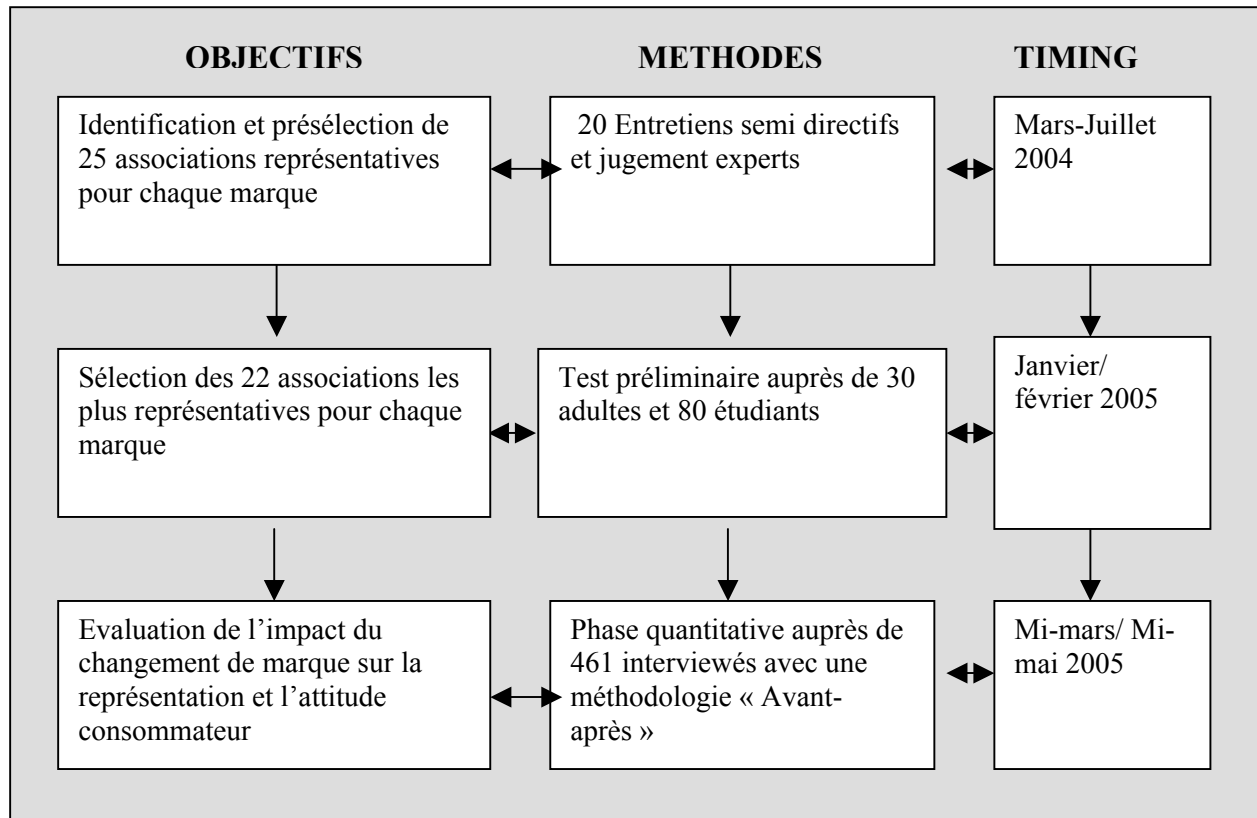 OBJECTIFS METHODES TIMING
Identification et présélection de
25 associations représentatives
pour chaque marque
20 Entretiens semi directifs
et jugement experts
Mars-Juillet
2004
Sélection des 22 associations les
plus représentatives pour chaque
marque
Test préliminaire auprès de 30
adultes et 80 étudiants
Janvier/
février 2005
Evaluation de l’impact du
changement de marque sur la
représentation et l’attitude
consommateur
Phase quantitative auprès de
461 interviewés avec une
méthodologie « Avant-
après »
Mi-mars/ Mi-
mai 2005